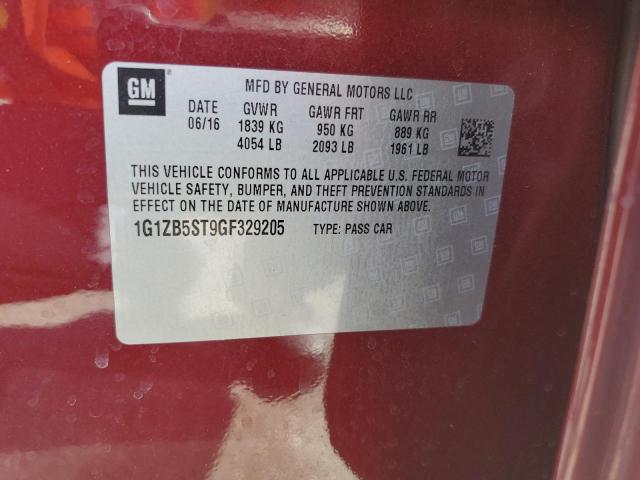 GM ® MFD BY GENERAL MOTORS LLC
DATE GVWR GAWR FRT GAWR RR
06/16 1839 KG 950 KG 889 KG
4054 LB 2093 LB 1961 LB
THIS VEHICLE CONFORMS TO ALL APPLICABLE U.S. FEDERAL MOTOR
VEHICLE SAFETY, BUMPER, AND THEFT PREVENTION STANDARDS IN
EFFECT ON THE DATE OF MANUFACTURE SHOWN ABOVE.
1G1ZB5ST9GF329205 TYPE: PASS CAR